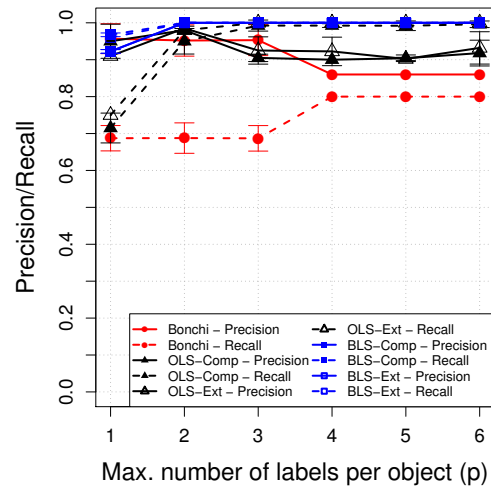 Precision/Recall
1.0
0.8
0.6
0.4
0.2
0.0
Bonchi − Precision
Bonchi − Recall
OLS−Comp − Precision
OLS−Comp − Recall
OLS−Ext − Precision
OLS−Ext − Recall
BLS−Comp − Precision
BLS−Comp − Recall
BLS−Ext − Precision
BLS−Ext − Recall
1 2 3 4 5 6
Max. number of labels per object (p)